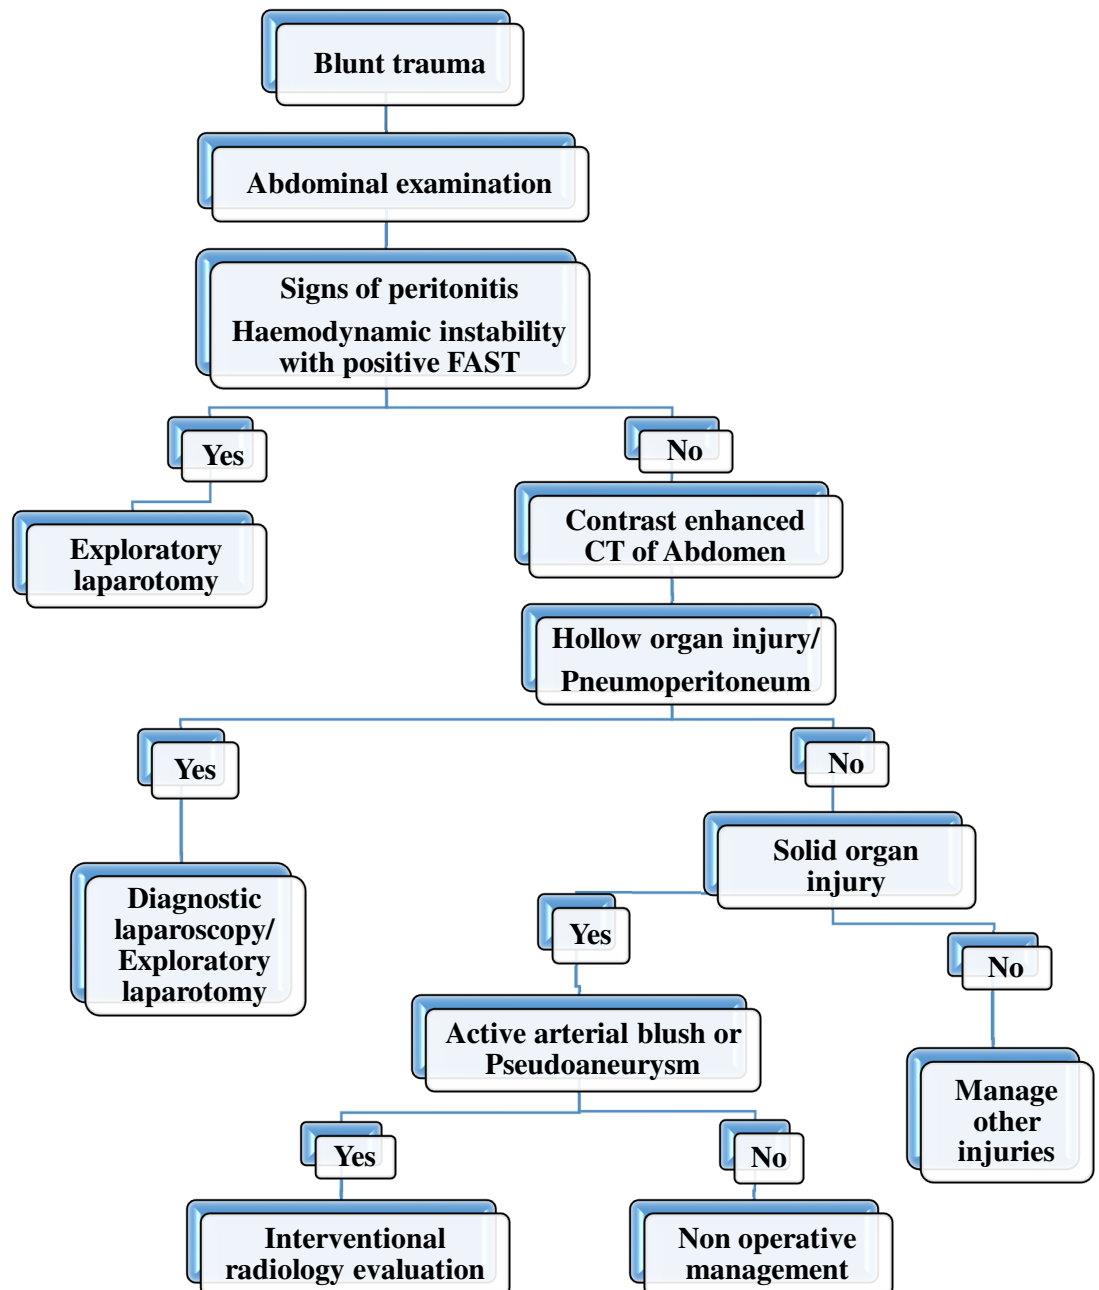 Blunt trauma
Abdominal examination
Signs of peritonitis
Haemodynamic instability
with positive FAST
Yes
No
Exploratory
laparotomy
Contrast enhanced
CT of Abdomen
Hollow organ injury/
Pneumoperitoneum
Yes
No
Diagnostic
laparoscopy/
Exploratory
laparotomy
Solid organ
injury
Yes
No
Active arterial blush or
Pseudoaneurysm
Manage
other
injuries
Yes
No
Interventional
radiology evaluation
Non operative
management